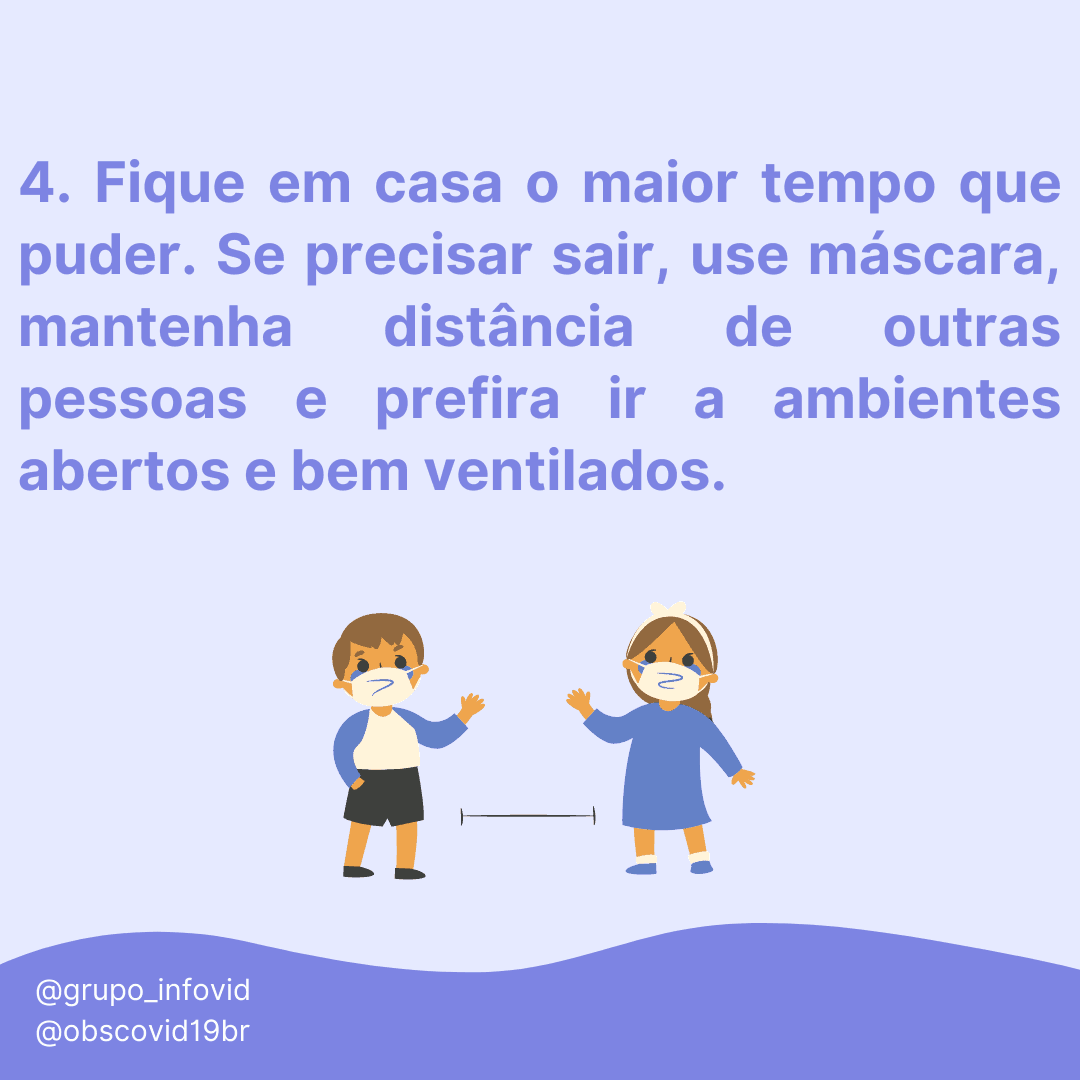 4. Fique em casa o maior tempo que
puder. Se precisar sair, use máscara,
mantenha distância de outras
pessoas e prefira ir a ambientes
abertos e bem ventilados.
@grupo_infovid
@obscovid19br